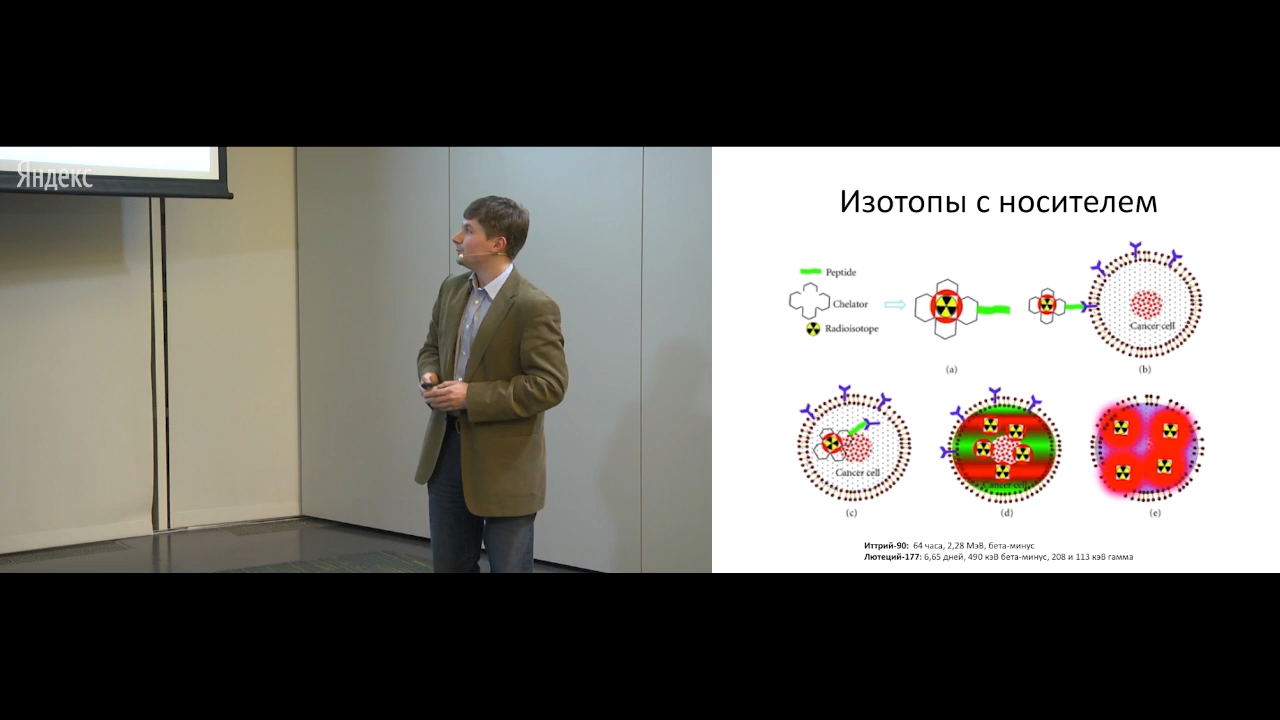 Яндекс
Изотопы с носителем
Peptide
Chelator
Radioisotope
(a)
Cancer cell
(b)
Cancer cell
(c)
Cancer cell
(d)
(e)
Иттрий-90: 64 часа, 2,28 МэВ, бета-минус
Лютеций-177: 6,65 дней, 490 кэВ бета-минус, 208 и 113 кэВ гамма